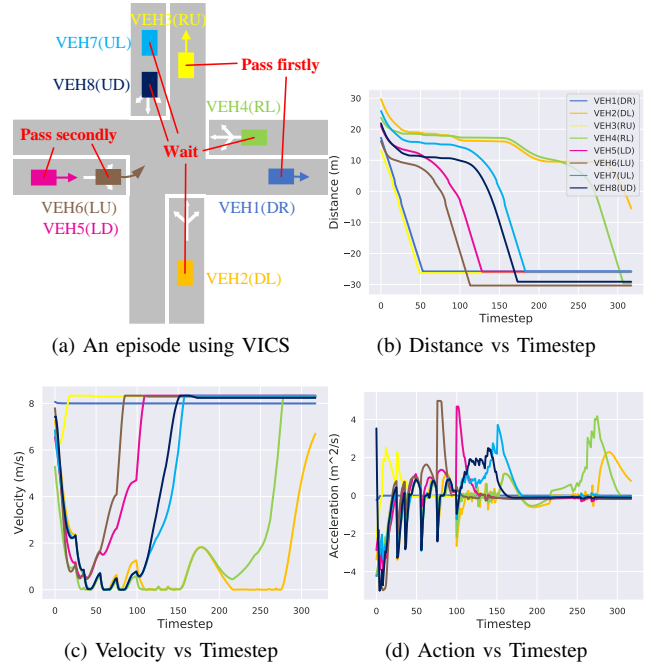 VEH3(RU)
VEH7(UL)
Pass firstly
VEH8(UD)
VEH4(RL)
Pass secondly
Wait
VEH6(LU)
VEH1(DR)
VEH5(LD)
VEH2(DL)
(a) An episode using VICS
30
20
10
0
−10
−20
−30
Distance (m)
VEH1(DR)
VEH2(DL)
VEH3(RU)
VEH4(RL)
VEH5(LD)
VEH6(LU)
VEH7(UL)
VEH8(UD)
0 50 100 150 200 250 300
Timestep
(b) Distance vs Timestep
8
6
4
2
0
Velocity (m/s)
0 50 100 150 200 250 300
Timestep
(c) Velocity vs Timestep
4
2
0
−2
−4
Acceleration (m^2/s)
0 50 100 150 200 250 300
Timestep
(d) Action vs Timestep